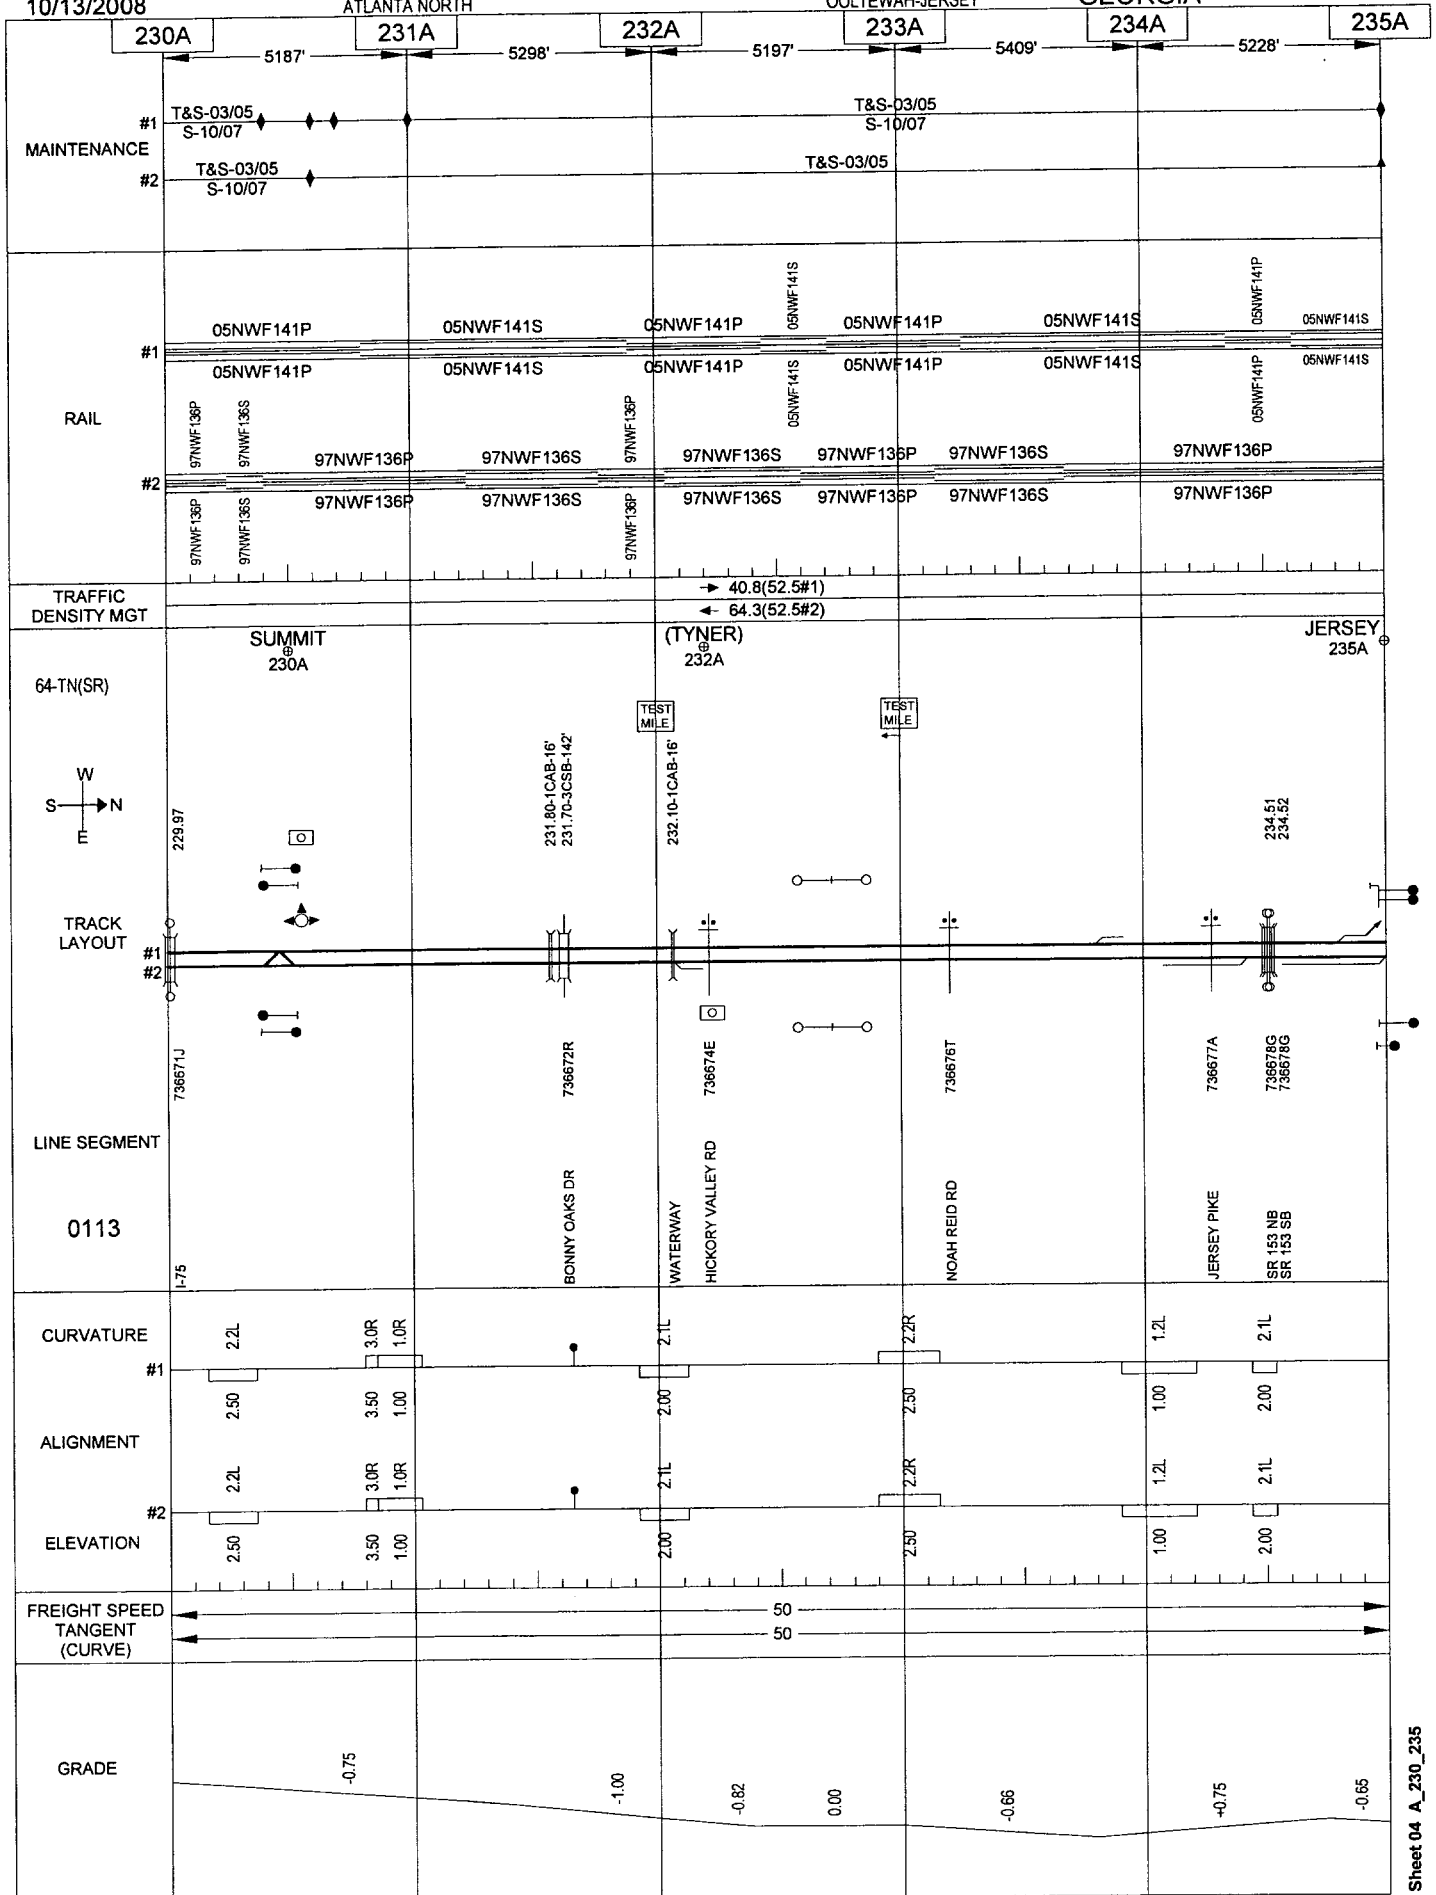 10/13/2008 ATLANTA NORTH OOLTEWAH-JERSEY GEORGIA
230A 231A 232A 233A 234A 235A
5187' 5298' 5197' 5409' 5228'
MAINTENANCE
#1 T&S-03/05 T&S-03/05
S-10/07 S-10/07
#2 T&S-03/05 T&S-03/05
S-10/07
RAIL
05NWF141S 05NWF141P
05NWF141P 05NWF141S 05NWF141P 05NWF141P 05NWF141S 05NWF141S
#1
05NWF141P 05NWF141S 05NWF141P 05NWF141P 05NWF141S 05NWF141S
05NWF141S 05NWF141P
97NWF136P 97NWF136S 97NWF136P
97NWF136P 97NWF136S 97NWF136S 97NWF136P 97NWF136S 97NWF136P
#2
97NWF136P 97NWF136S 97NWF136S 97NWF136P 97NWF136S 97NWF136P
97NWF136P 97NWF136S 97NWF136P
TRAFFIC
DENSITY MGT
40.8(52.5#1)
64.3(52.5#2)
SUMMIT (TYNER) JERSEY
230A 232A 235A
64-TN(SR)
TEST
MILE
TEST
MILE
W
S N
E
229.97
231.80-1CAB-16'
231.70-3CSB-142'
232.10-1CAB-16'
234.51
234.52
TRACK
LAYOUT
#1
#2
736671J
736672R
736674E
736676T
736677A
736678G
736678G
LINE SEGMENT
0113
I-75
BONNY OAKS DR
WATERWAY
HICKORY VALLEY RD
NOAH REID RD
JERSEY PIKE
SR 153 NB
SR 153 SB
CURVATURE
2.2L 3.0R 1.0R 2.1L 2.2R 1.2L 2.1L
#1
2.50 3.50 1.00 2.00 2.50 1.00 2.00
ALIGNMENT
2.2L 3.0R 1.0R 2.1L 2.2R 1.2L 2.1L
#2
2.50 3.50 1.00 2.00 2.50 1.00 2.00
ELEVATION
FREIGHT SPEED
TANGENT
(CURVE)
50
50
GRADE
-0.75 -1.00 -0.82 0.00 -0.66 +0.75 -0.65
Sheet 04 A_230_235